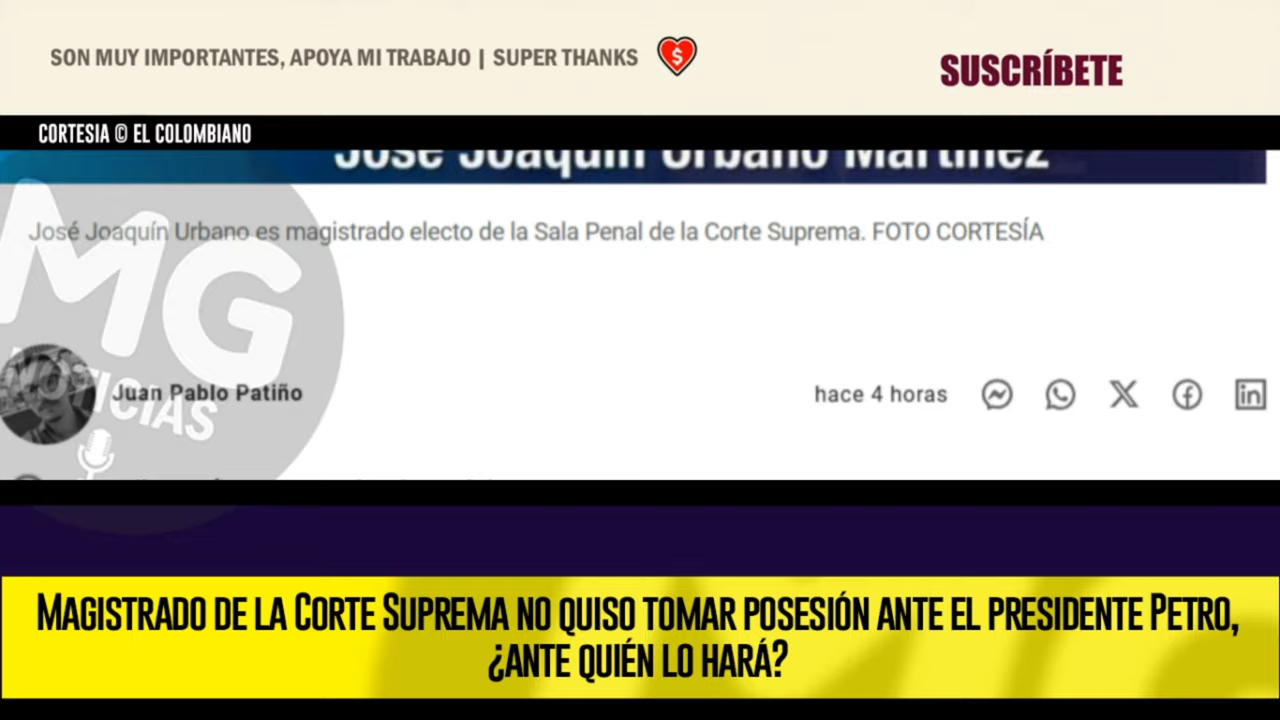 SON MUY IMPORTANTES, APOYA MI TRABAJO | SUPER THANKS
SUSCRÍBETE
CORTESIA © EL COLOMBIANO
José Joaquín Urbano Martínez
José Joaquín Urbano es magistrado electo de la Sala Penal de la Corte Suprema. FOTO CORTESÍA
MG
NOTICIAS
Juan Pablo Patiño
hace 4 horas
MAGISTRADO DE LA CORTE SUPREMA NO QUISO TOMAR POSESIÓN ANTE EL PRESIDENTE PETRO,
¿ANTE QUIÉN LO HARÁ?